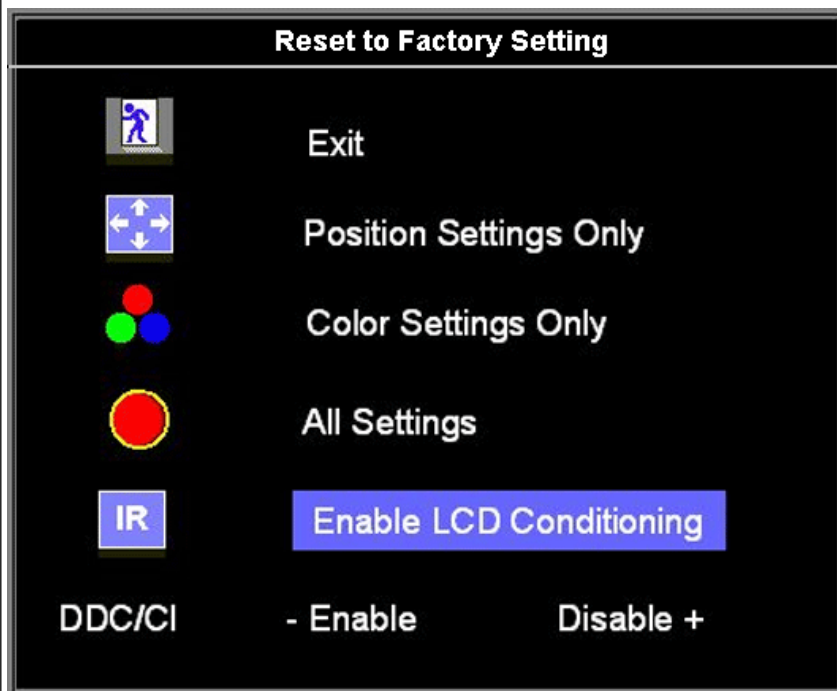 Reset to Factory Setting
Exit
Position Settings Only
Color Settings Only
All Settings
IR Enable LCD Conditioning
DDC/CI - Enable Disable +